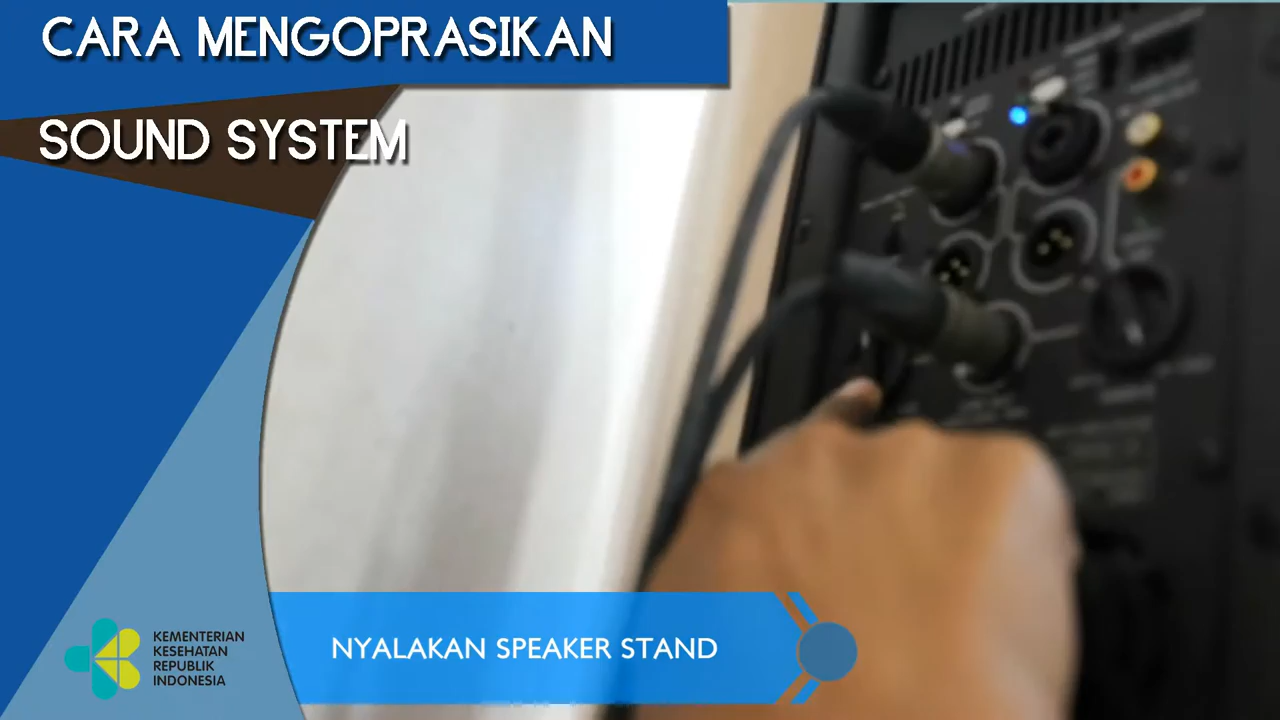 CARA MENGOPRASIKAN
SOUND SYSTEM
NYALAKAN SPEAKER STAND
KEMENTERIAN
KESEHATAN
REPUBLIK
INDONESIA